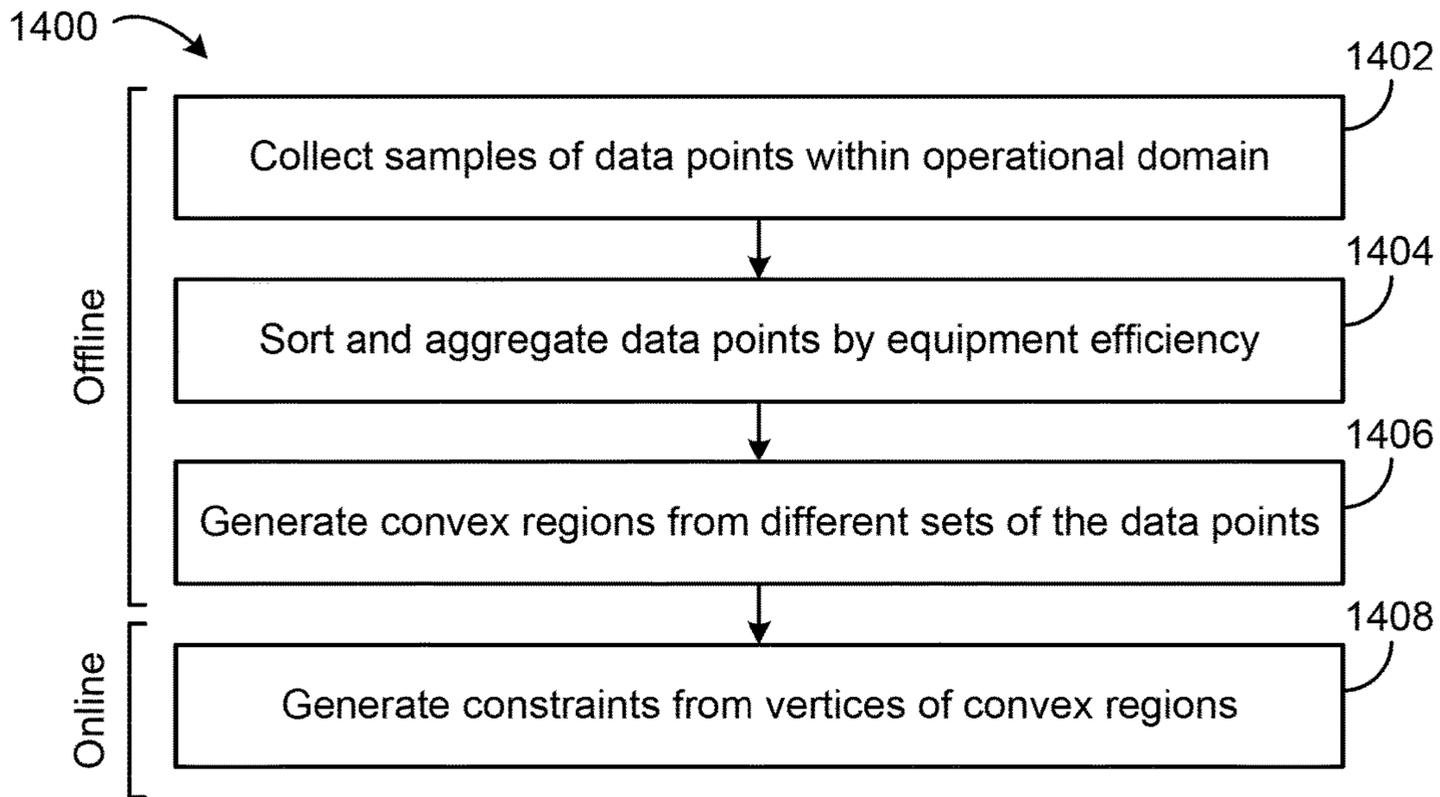 1400
1402
Collect samples of data points within operational domain
1404
Sort and aggregate data points by equipment efficiency
Offline
1406
Generate convex regions from different sets of the data points
1408
Generate constraints from vertices of convex regions
Online